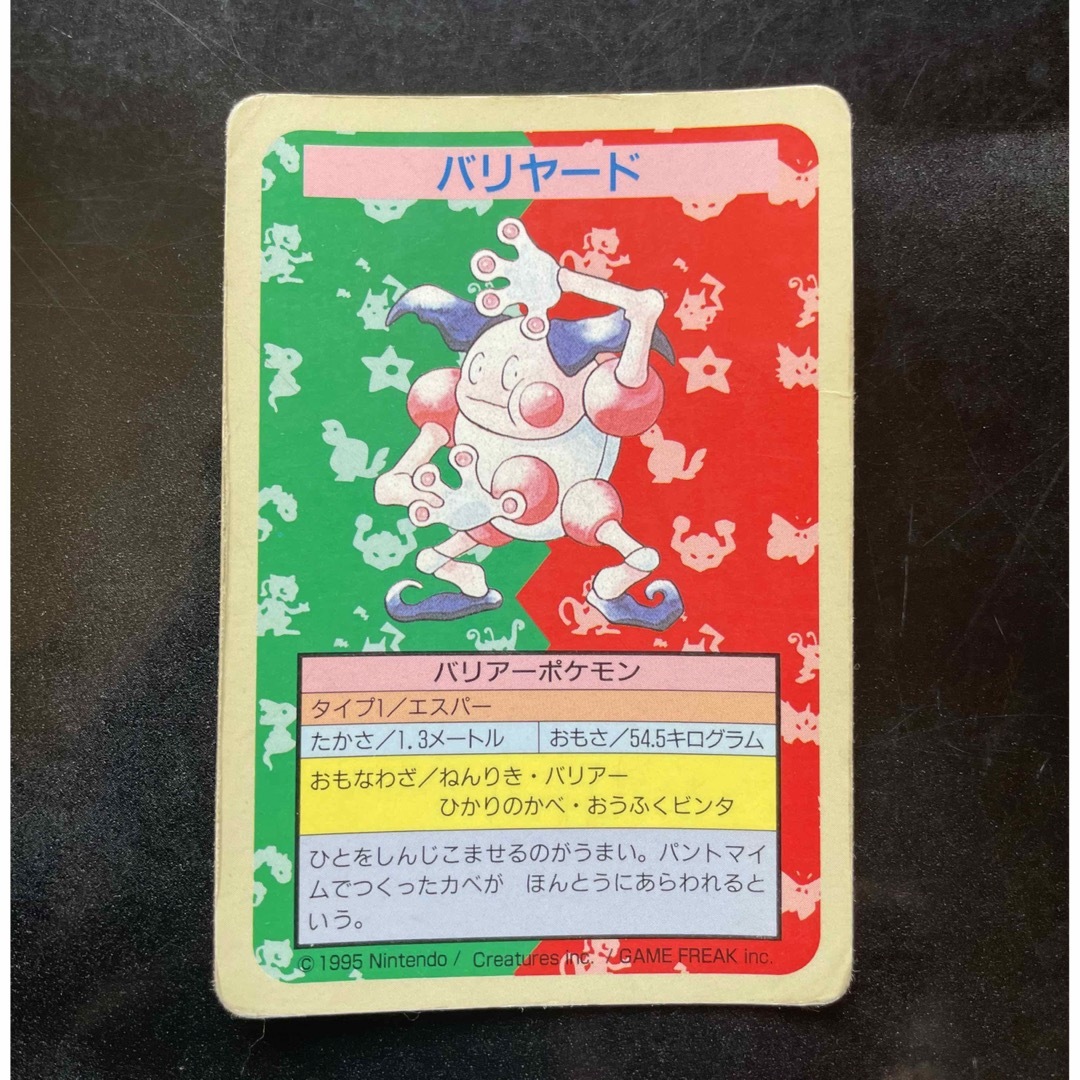 バリヤード
バリアーポケモン
タイプ1/エスパー
たかさ/1.3メートル おもさ/54.5キログラム
おもなわざ/ねんりき・バリアー
ひかりのかべ・おうふくビンタ
ひとをしんじこませるのがうまい。パントマイ
ムでつくったカベが　ほんとうにあらわれると
いう。
© 1995 Nintendo / Creatures inc. / GAME FREAK inc.